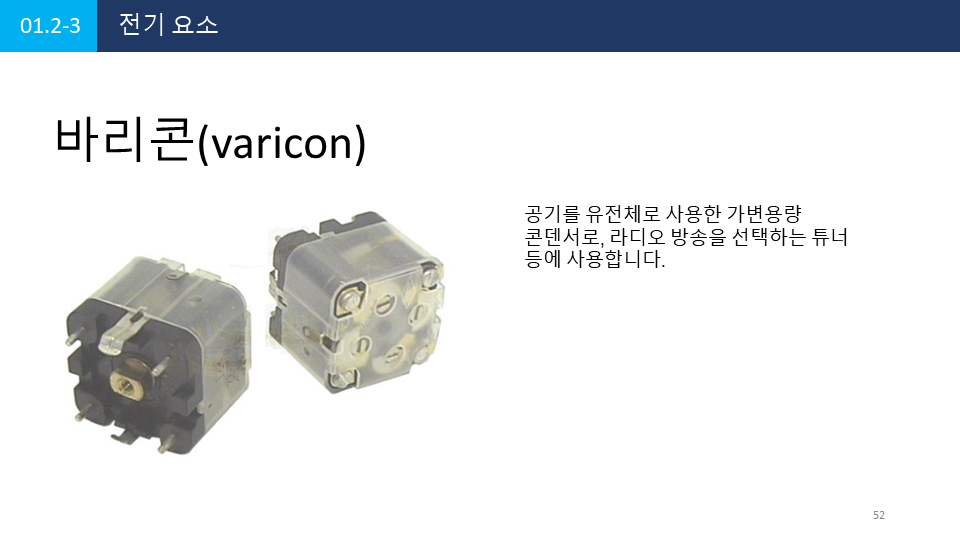 01.2-3 전기 요소
바리콘(varicon)
공기를 유전체로 사용한 가변용량
콘덴서로, 라디오 방송을 선택하는 튜너
등에 사용합니다.
52